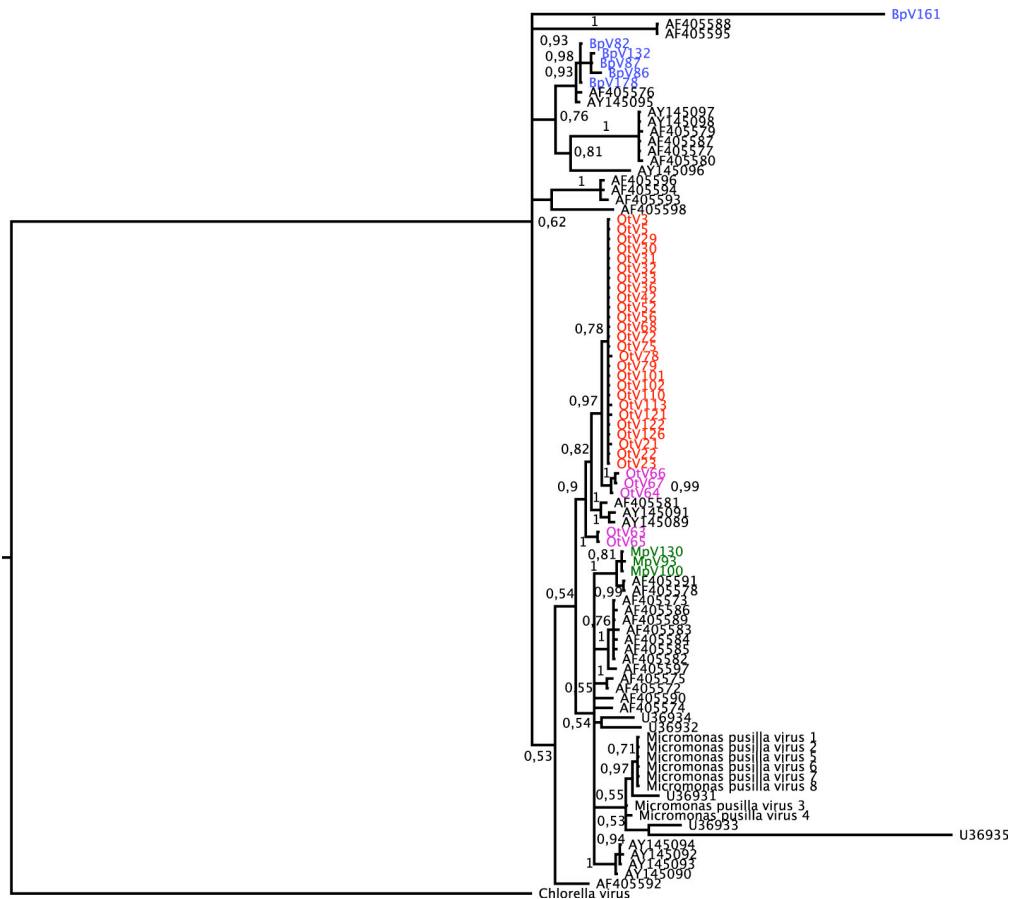 BpV161
1
AF405588
AF405595
0,93
BpV82
BpV132
0,98
BpV87
0,93
BpV86
BpV178
AF405576
AY145095
0,76
AY145097
AY145098
1
AF405579
AF405587
0,81
AF405577
AF405580
AY145096
1
AF405596
AF405594
AF405593
AF405598
0,62
OtV3
OtV5
OtV29
OtV30
OtV31
OtV32
OtV33
OtV36
OtV42
OtV52
OtV56
0,78
OtV68
OtV72
OtV75
OtV78
OtV79
OtV101
OtV102
OtV110
0,97
OtV113
OtV121
OtV122
OtV126
0,82
OtV21
OtV22
OtV23
1
OtV66
OtV67
0,9
OtV64
0,99
1
AF405581
AY145091
1
AY145089
OtV63
1
OtV65
0,81
MpV130
MpV93
1
MpV100
AF405591
0,99
AF405578
0,54
AF405573
AF405586
0,76
AF405589
AF405583
1
AF405584
AF405585
AF405582
1
AF405597
AF405575
0,55
AF405572
AF405590
AF405574
0,54
U36934
U36932
Micromonas pusilla virus 1
0,71
Micromonas pusilla virus 2
0,53
Micromonas pusilla virus 5
0,97
Micromonas pusilla virus 6
Micromonas pusilla virus 7
Micromonas pusilla virus 8
0,55
U36931
Micromonas pusilla virus 3
0,53
Micromonas pusilla virus 4
U36933
U36935
0,94
AY145094
AY145092
1
AY145093
AY145090
AF405592
Chlorella virus